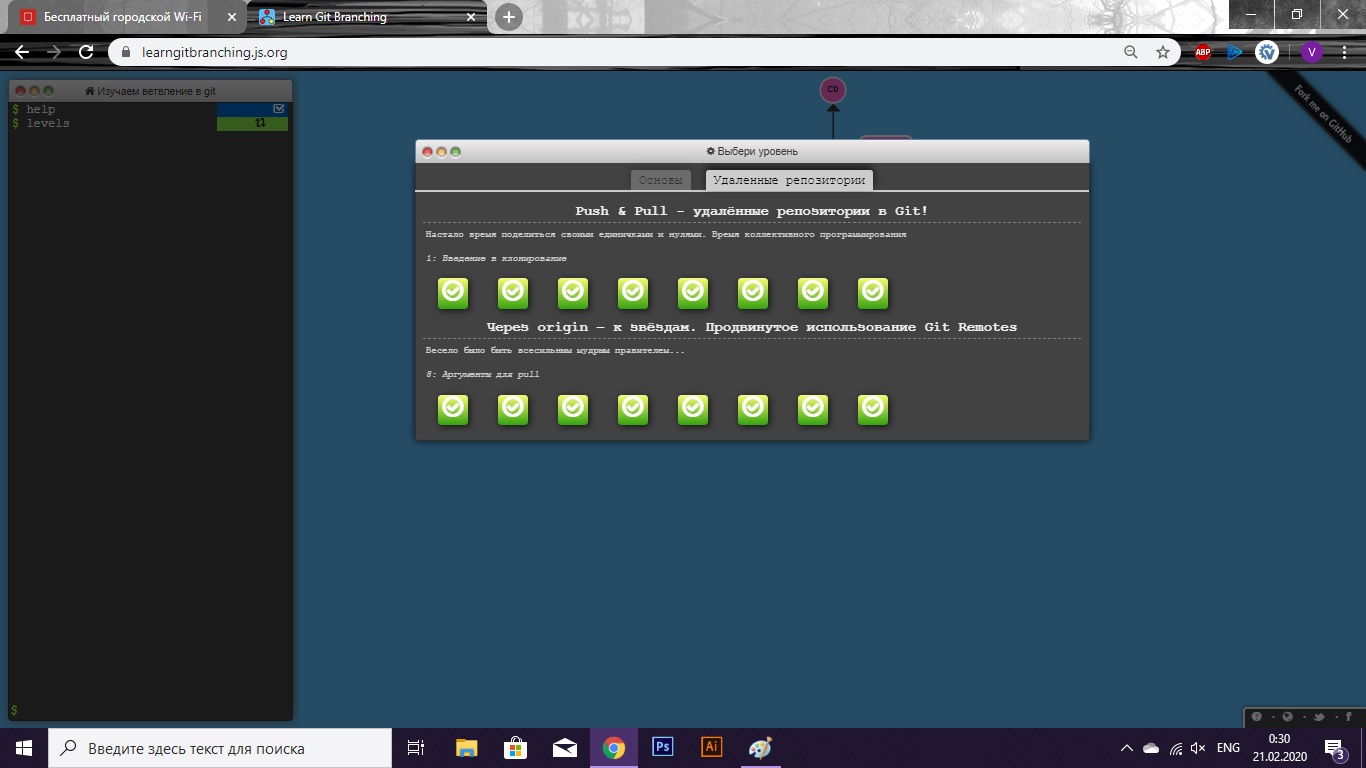 Бесплатный городской Wi-Fi
Learn Git Branching
learngitbranching.js.org
ABP
V
Изучаем ветвление в git
$ help
$ levels
C0
Fork me on GitHub
Выбери уровень
Основы
Удаленные репозитории
Push & Pull - удалённые репозитории в Git!
Настало время поделиться своими единичками и нулями. Время коллективного программирования
1: Введение в клонирование
Через origin – к звёздам. Продвинутое использование Git Remotes
Весело было быть всесильным мудрым правителем...
8: Аргументы для pull
$
Введите здесь текст для поиска
Ps
Ai
ENG
0:30
21.02.2020
3